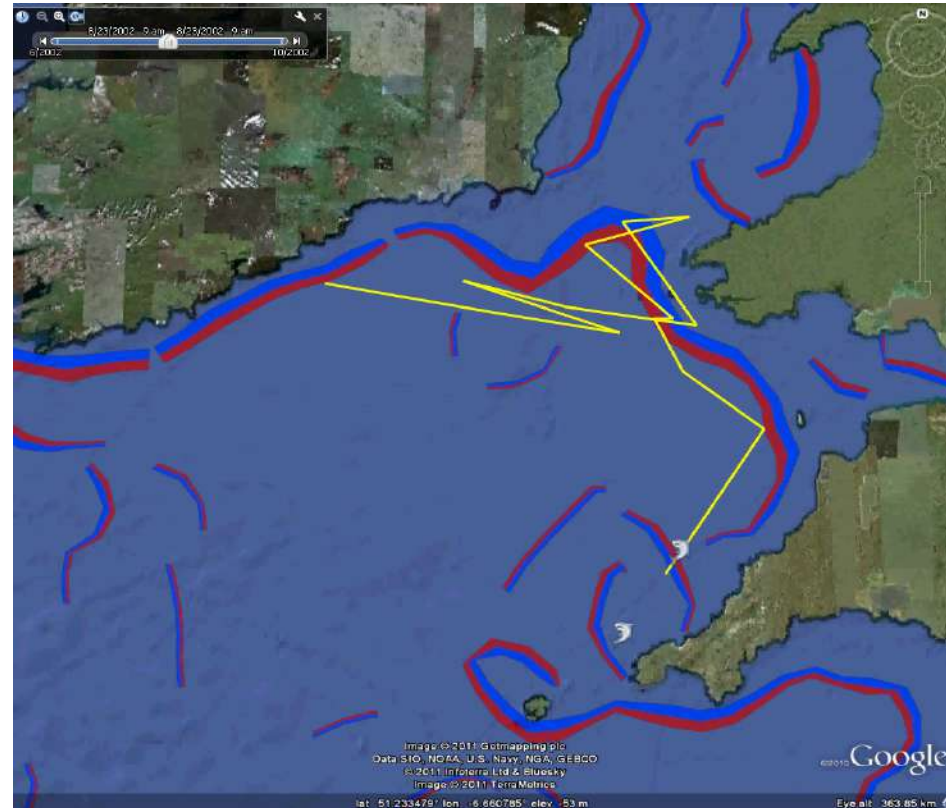 8/23/2002 - 9 am - 8/28/2002 - 9 am
6/2002 10/2002
N
Image © 2011 Getmapping plc
Data SIO, NOAA, U.S. Navy, NGA, GEBCO
© 2011 Infoterra Ltd & Bluesky
Image © 2011 TerraMetrics
©2010 Google
lat 51.233479° lon -6.660785° elev -53 m Eye alt 363.85 km